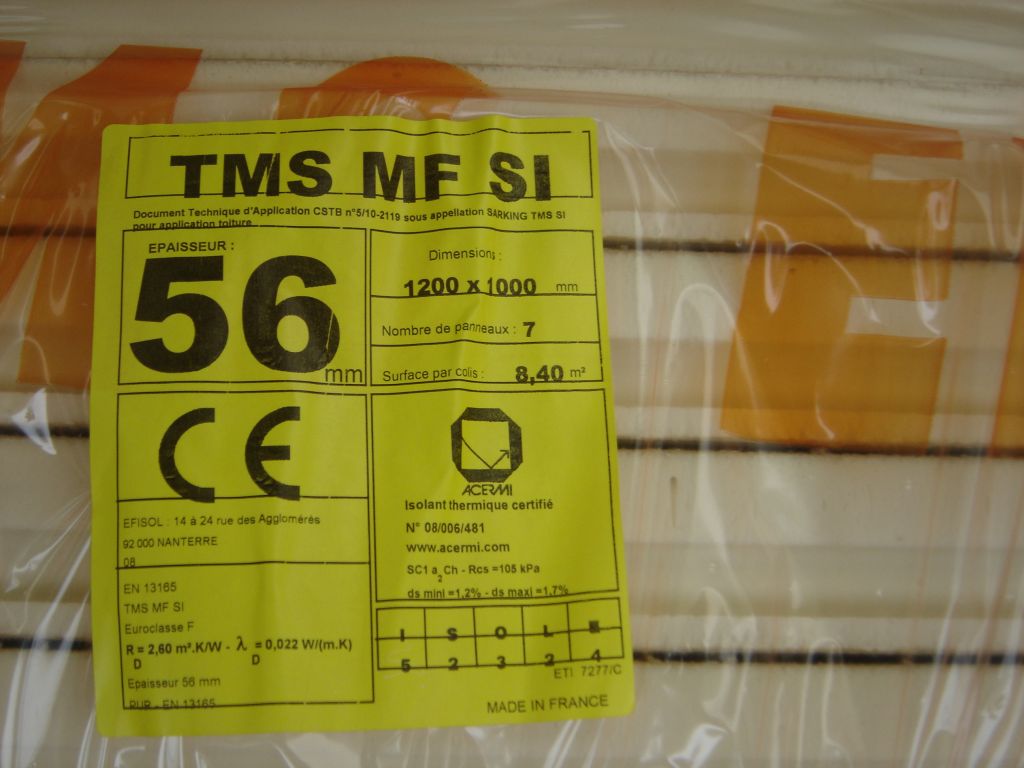 TMS MF SI
Document Technique d'Application CSTB n°5/10-2119 sous appellation SARKING TMS SI
pour application toiture
EPAISSEUR :
56 mm
Dimensions :
1200 x 1000 mm
Nombre de panneaux : 7
Surface par colis : 8,40 m²
CE
EFISOL : 14 à 24 rue des Agglomérés
92 000 NANTERRE
08
EN 13165
TMS MF SI
Euroclasse F
R D = 2,60 m².K/W - λ D = 0,022 W/(m.K)
Epaisseur 56 mm
PUR - EN 13165
ACERMI
Isolant thermique certifié
N° 08/006/481
www.acermi.com
SC1 a2 Ch - Rcs =105 kPa
ds mini =1,2% - ds maxi =1,7%
I S O L E
5 2 3 2 4
ETI 7277/C
MADE IN FRANCE